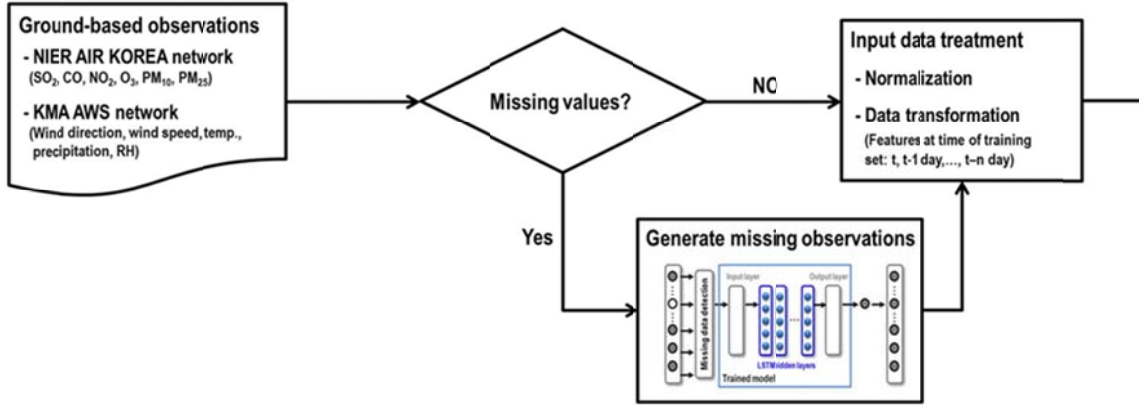 Ground-based observations
- NIER AIR KOREA network
(SO2, CO, NO2, O3, PM10, PM25)
- KMA AWS network
(Wind direction, wind speed, temp.,
precipitation, RH)
Missing values?
NO
Yes
Input data treatment
- Normalization
- Data transformation
(Features at time of training
set: t, t-1 day,..., t–n day)
Generate missing observations
Missing data detection
Input layer
Output layer
...
LSTM hidden layers
Trained model